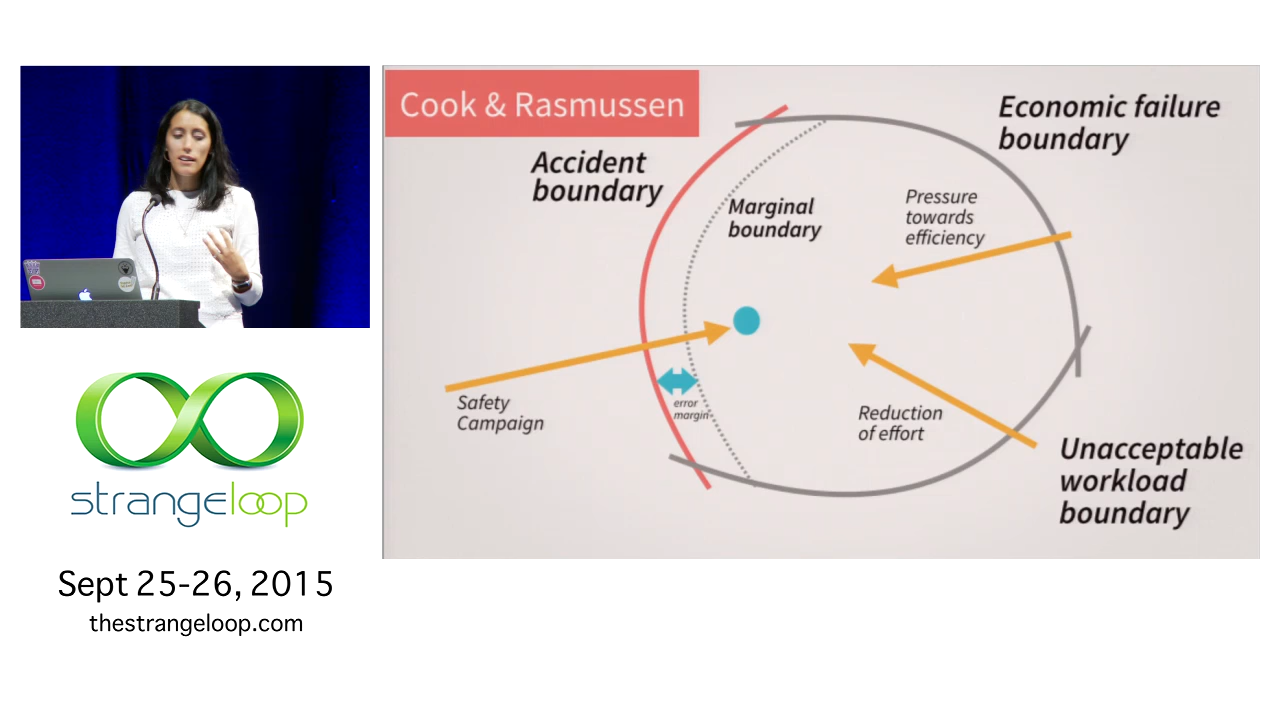 Cook & Rasmussen
Accident
boundary
Economic failure
boundary
Marginal
boundary
Pressure
towards
efficiency
Safety
Campaign
error
margin
Reduction
of effort
Unacceptable
workload
boundary
strangeloop
Sept 25-26, 2015
thestrangeloop.com